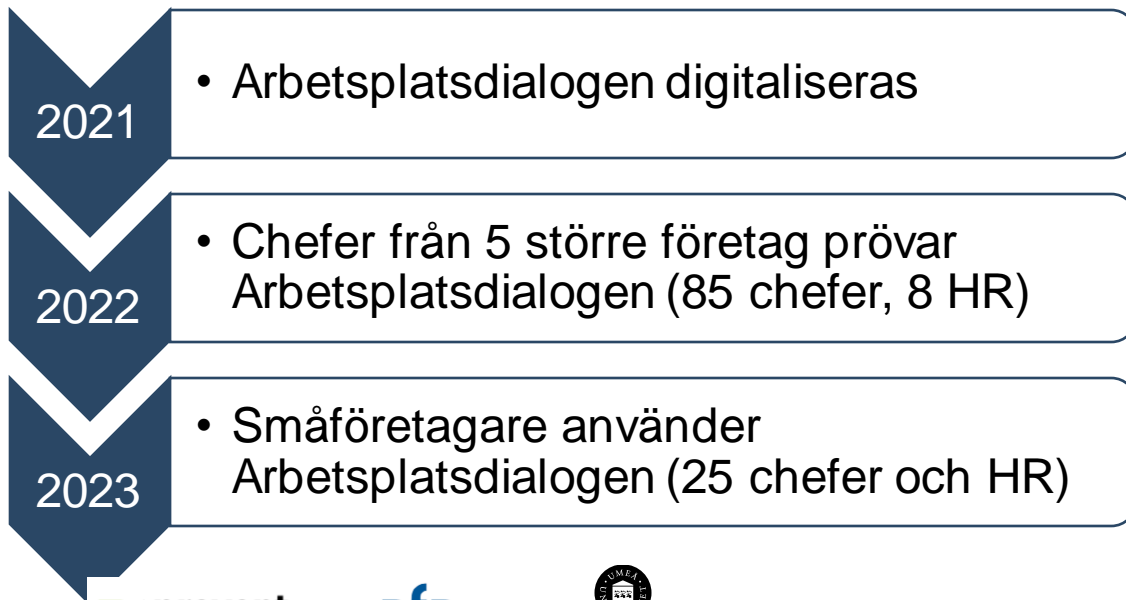 2021
• Arbetsplatsdialogen digitaliseras
2022
• Chefer från 5 större företag prövar
Arbetsplatsdialogen (85 chefer, 8 HR)
2023
• Småföretagare använder
Arbetsplatsdialogen (25 chefer och HR)
UMEÅ